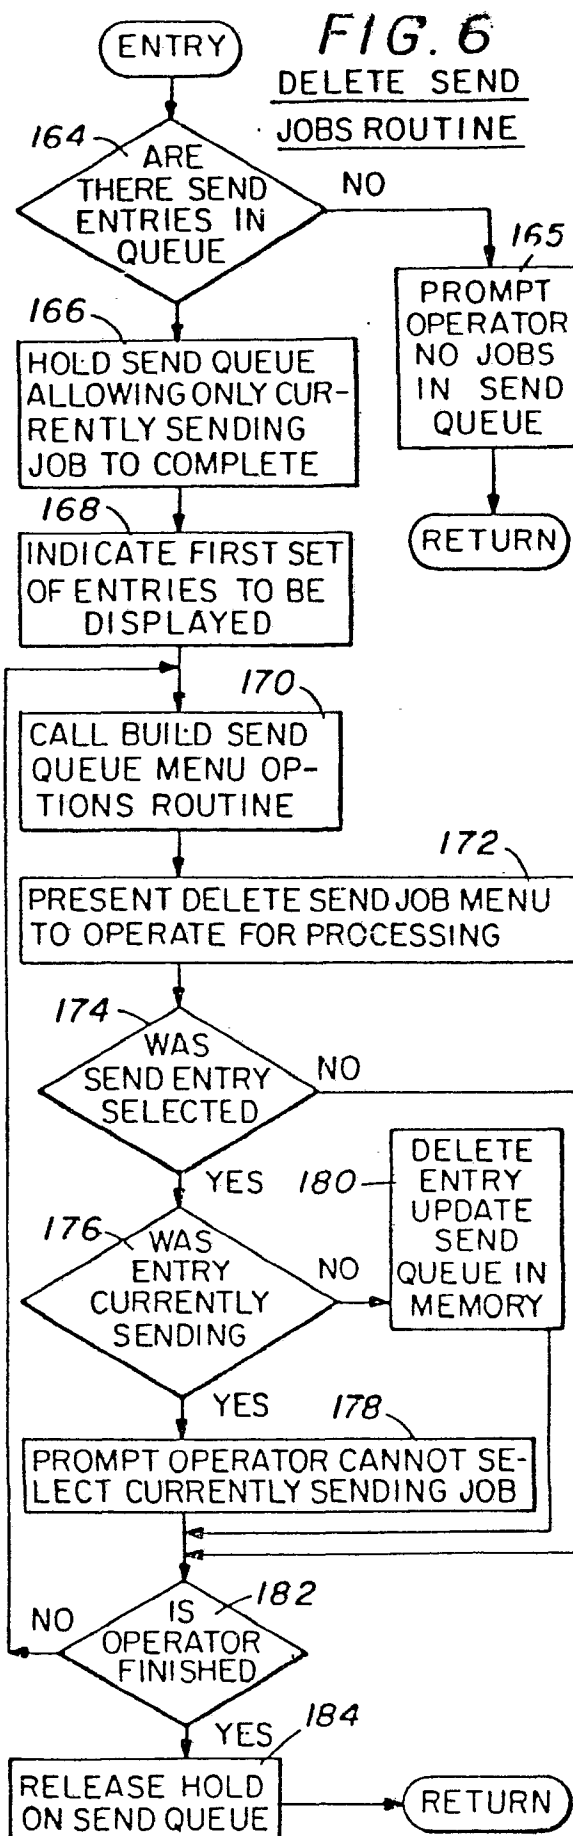 ENTRY
FIG. 6
DELETE SEND
JOBS ROUTINE
164
ARE
THERE SEND
ENTRIES IN
QUEUE
NO
165
PROMPT
OPERATOR
NO JOBS
IN SEND
QUEUE
RETURN
166
HOLD SEND QUEUE
ALLOWING ONLY CUR-
RENTLY SENDING
JOB TO COMPLETE
168
INDICATE FIRST SET
OF ENTRIES TO BE
DISPLAYED
170
CALL BUILD SEND
QUEUE MENU OP-
TIONS ROUTINE
172
PRESENT DELETE SEND JOB MENU
TO OPERATE FOR PROCESSING
174
WAS
SEND ENTRY
SELECTED
NO
YES
176
WAS
ENTRY
CURRENTLY
SENDING
NO
180
DELETE
ENTRY
UPDATE
SEND
QUEUE IN
MEMORY
YES
178
PROMPT OPERATOR CANNOT SE-
LECT CURRENTLY SENDING JOB
182
IS
OPERATOR
FINISHED
NO
YES
184
RELEASE HOLD
ON SEND QUEUE
RETURN